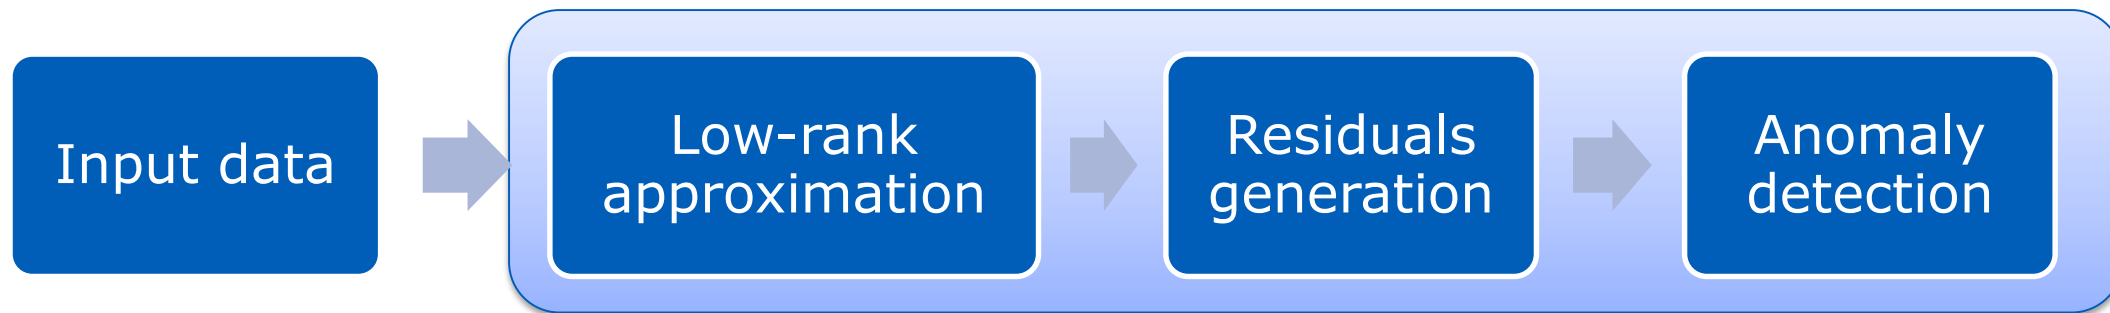 Input data
Low-rank
approximation
Residuals
generation
Anomaly
detection